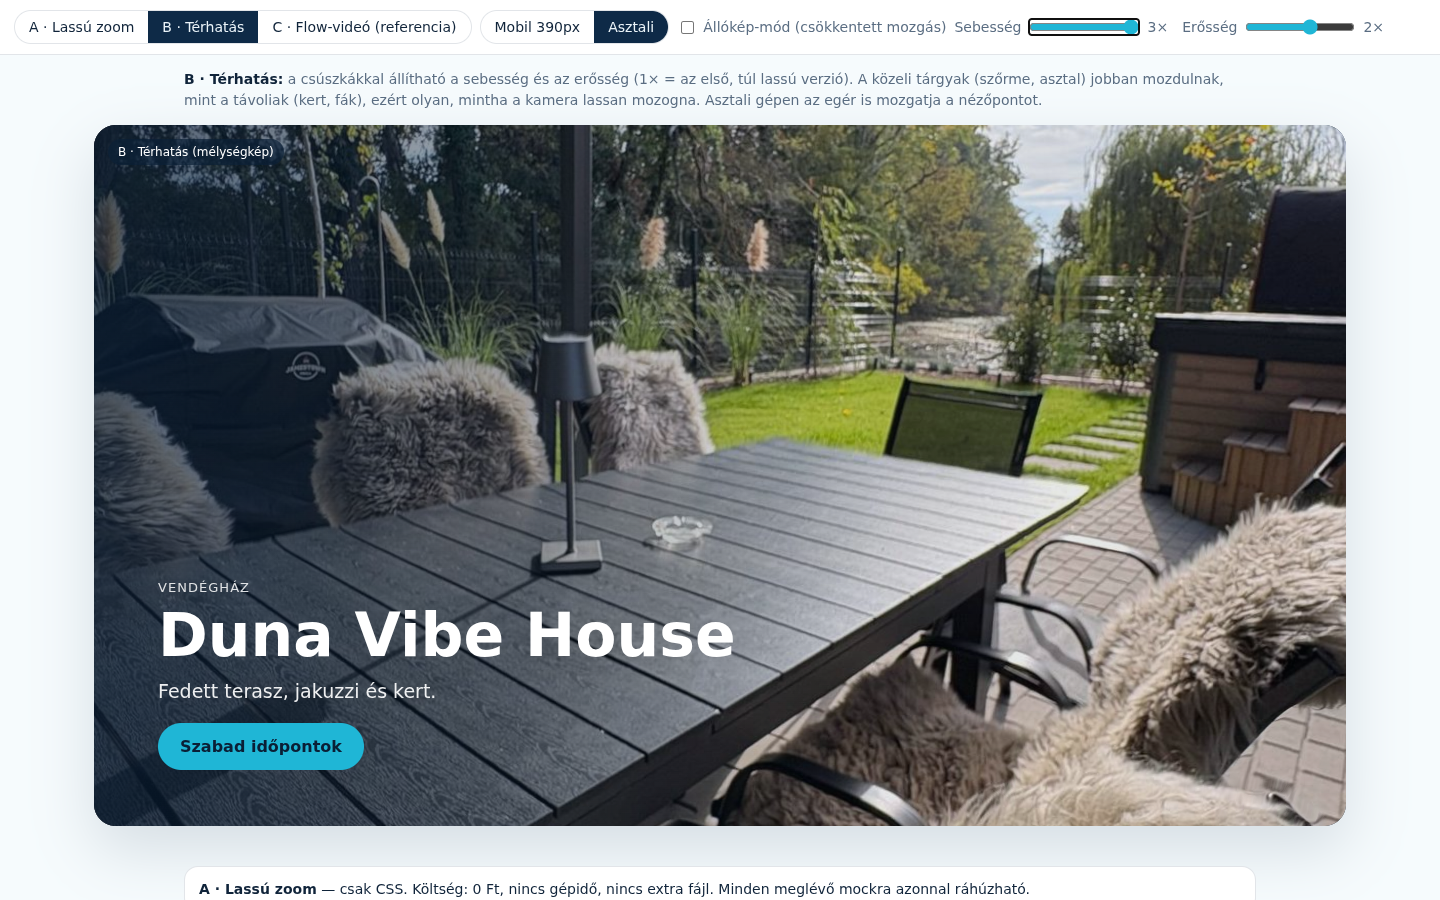 A · Lassú zoom B · Térhatás C · Flow-videó (referencia) Mobil 390px Asztali Állókép-mód (csökkentett mozgás) Sebesség 3× Erősség 2×
B · Térhatás: a csúszkákkal állítható a sebesség és az erősség (1× = az első, túl lassú verzió). A közeli tárgyak (szőrme, asztal) jobban mozdulnak,
mint a távoliak (kert, fák), ezért olyan, mintha a kamera lassan mozogna. Asztali gépen az egér is mozgatja a nézőpontot.
B · Térhatás (mélységkép)
VENDÉGHÁZ
Duna Vibe House
Fedett terasz, jakuzzi és kert.
Szabad időpontok
A · Lassú zoom — csak CSS. Költség: 0 Ft, nincs gépidő, nincs extra fájl. Minden meglévő mockra azonnal ráhúzható.